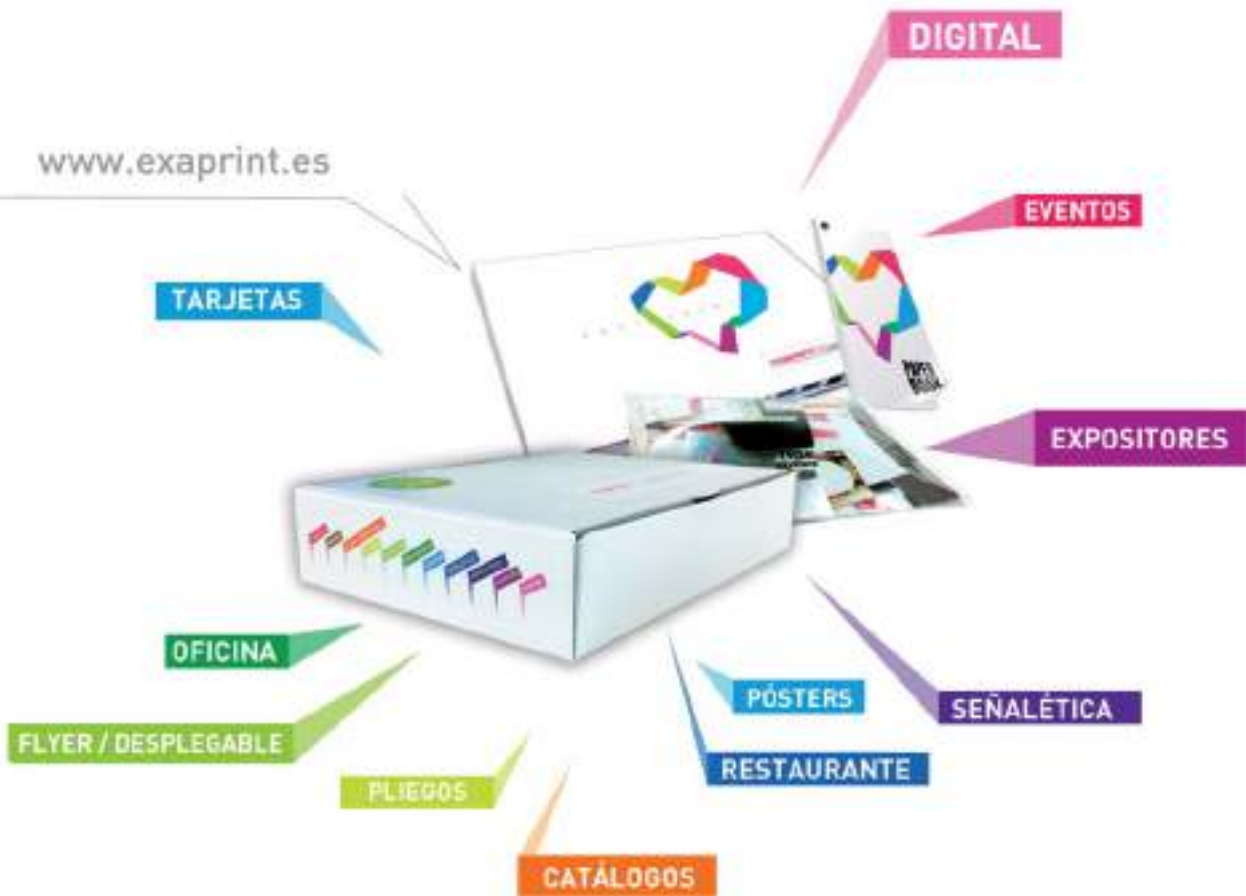 DIGITAL
www.exaprint.es
EVENTOS
TARJETAS
EXPOSITORES
OFICINA
PÓSTERS
SEÑALÉTICA
FLYER / DESPLEGABLE
RESTAURANTE
PLIEGOS
CATÁLOGOS